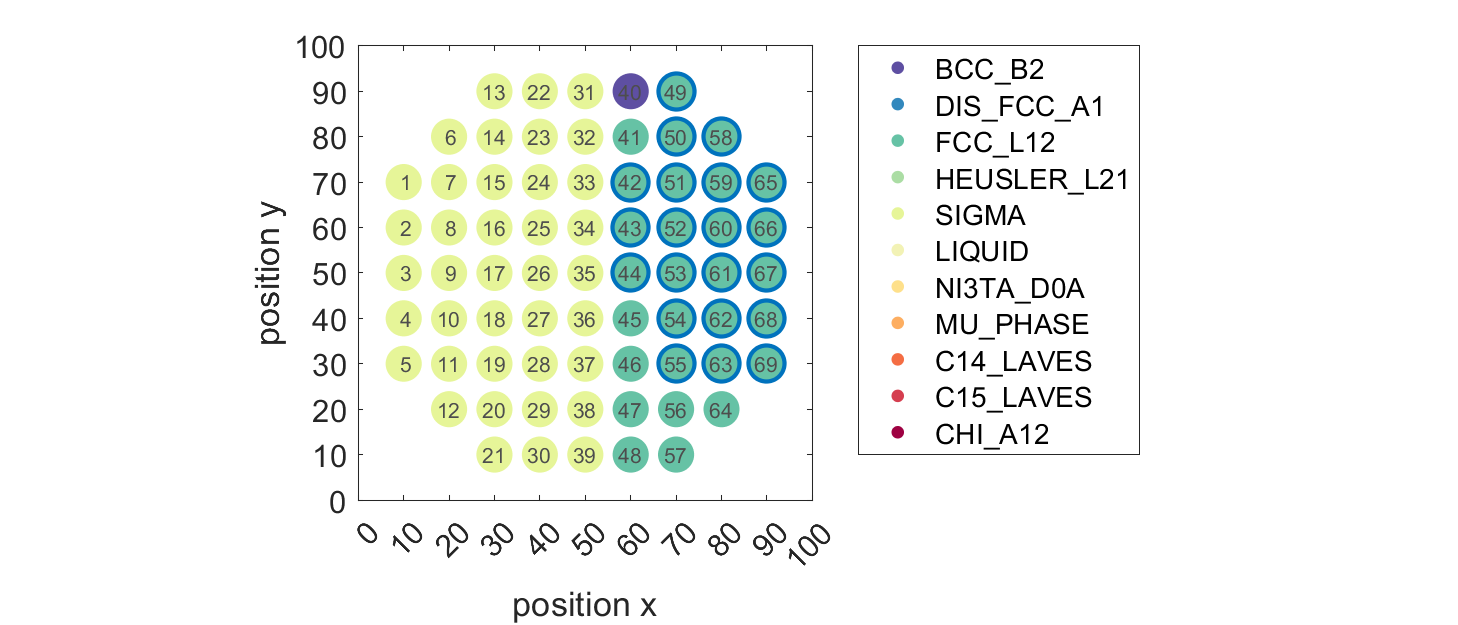 100
90 13 22 31 40 49
80 6 14 23 32 41 50 58
70 1 7 15 24 33 42 51 59 65
60 2 8 16 25 34 43 52 60 66
50 3 9 17 26 35 44 53 61 67
40 4 10 18 27 36 45 54 62 68
30 5 11 19 28 37 46 55 63 69
20 12 20 29 38 47 56 64
10 21 30 39 48 57
0
0 10 20 30 40 50 60 70 80 90 100
position x
position y
BCC_B2
DIS_FCC_A1
FCC_L12
HEUSLER_L21
SIGMA
LIQUID
NI3TA_D0A
MU_PHASE
C14_LAVES
C15_LAVES
CHI_A12